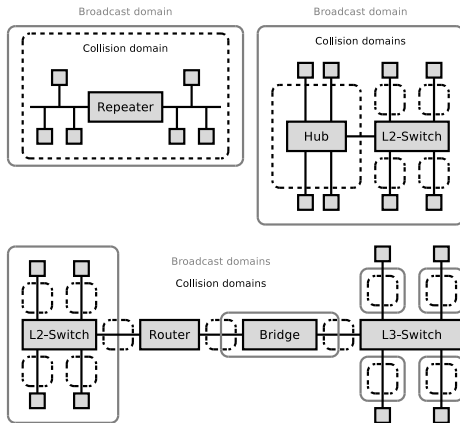 Broadcast domain
Collision domain
Repeater
Broadcast domain
Collision domains
Hub
L2-Switch
Broadcast domains
Collision domains
L2-Switch
Router
Bridge
L3-Switch